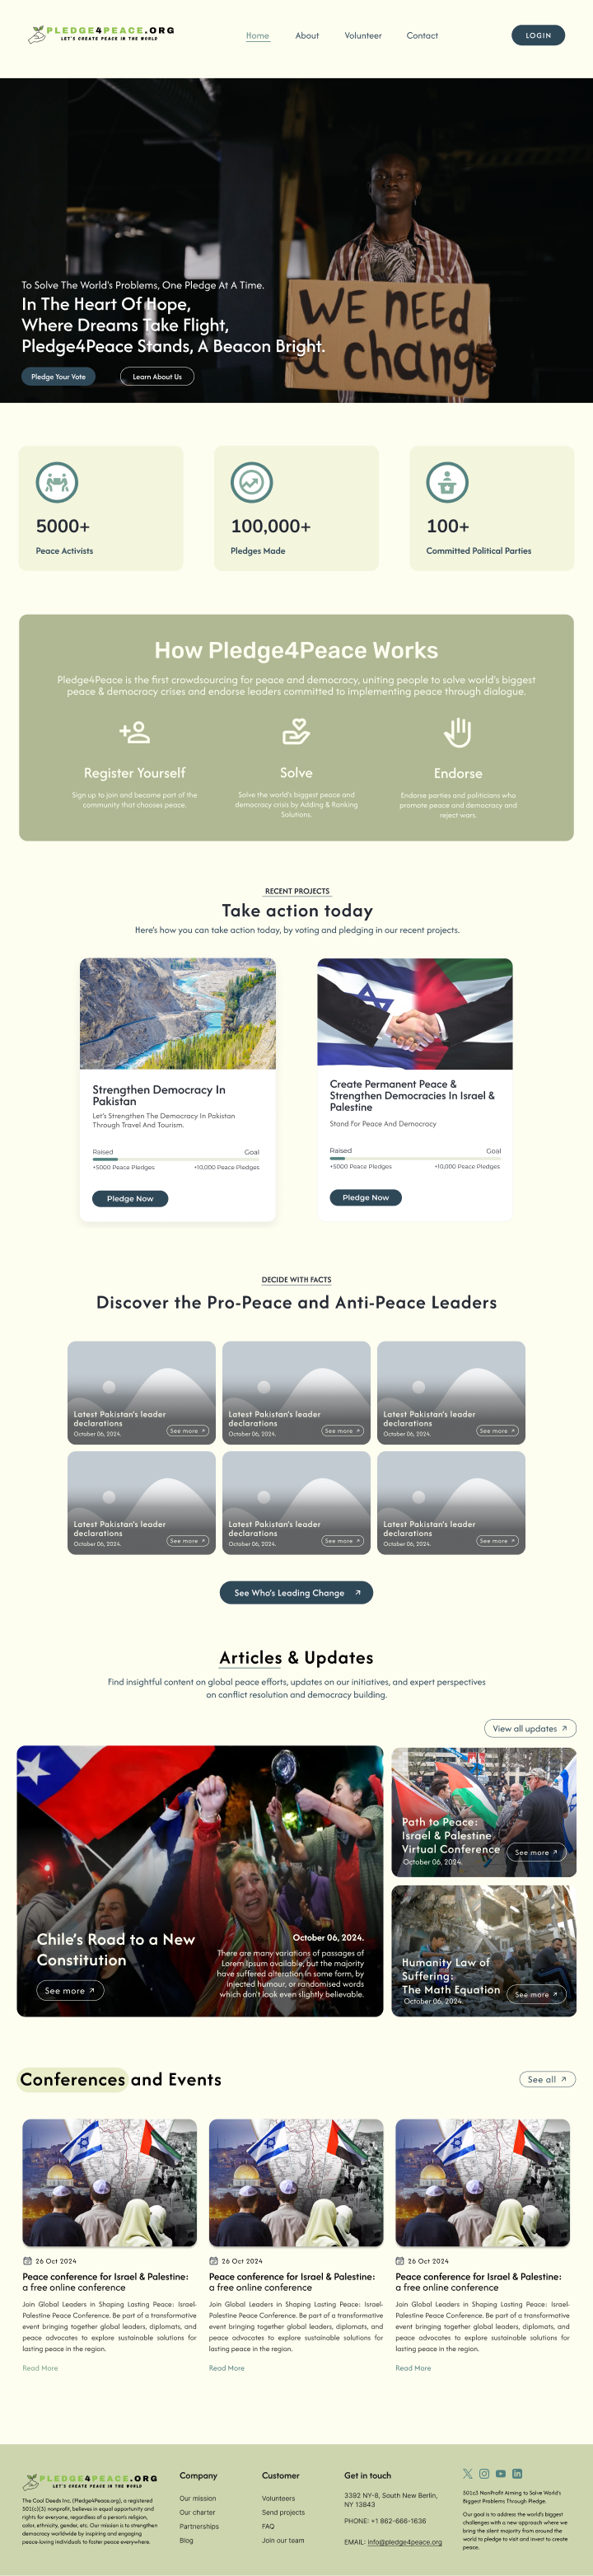 PLEDGE4PEACE.ORG
LET'S CREATE PEACE IN THE WORLD
Home
About
Volunteer
Contact
LOGIN
To Solve The World's Problems, One Pledge At A Time.
In The Heart Of Hope,
Where Dreams Take Flight,
Pledge4Peace Stands, A Beacon Bright.
WE NEED
a change
Pledge Your Vote
Learn About Us
5000+
Peace Activists
100,000+
Pledges Made
100+
Committed Political Parties
How Pledge4Peace Works
Pledge4Peace is the first crowdsourcing for peace and democracy, uniting people to solve world's biggest
peace & democracy crises and endorse leaders committed to implementing peace through dialogue.
Register Yourself
Sign up to join and become part of the
community that chooses peace.
Solve
Solve the world's biggest peace and
democracy crisis by Adding & Ranking
Solutions.
Endorse
Endorse parties and politicians who
promote peace and democracy and
reject wars.
RECENT PROJECTS
Take action today
Here's how you can take action today, by voting and pledging in our recent projects.
Strengthen Democracy In
Pakistan
Let's Strengthen The Democracy In Pakistan
Through Travel And Tourism.
Raised
Goal
+5000 Peace Pledges
+10,000 Peace Pledges
Pledge Now
Create Permanent Peace &
Strengthen Democracies In Israel &
Palestine
Stand For Peace And Democracy
Raised
Goal
+5000 Peace Pledges
+10,000 Peace Pledges
Pledge Now
DECIDE WITH FACTS
Discover the Pro-Peace and Anti-Peace Leaders
Latest Pakistan's leader
declarations
October 06, 2024.
See more
Latest Pakistan's leader
declarations
October 06, 2024.
See more
Latest Pakistan's leader
declarations
October 06, 2024.
See more
Latest Pakistan's leader
declarations
October 06, 2024.
See more
Latest Pakistan's leader
declarations
October 06, 2024.
See more
Latest Pakistan's leader
declarations
October 06, 2024.
See more
See Who's Leading Change
Articles & Updates
Find insightful content on global peace efforts, updates on our initiatives, and expert perspectives
on conflict resolution and democracy building.
View all updates
Chile's Road to a New
Constitution
See more
October 06, 2024.
There are many variations of passages of
Lorem Ipsum available, but the majority
have suffered alteration in some form, by
injected humour, or randomised words
which don't look even slightly believable.
Path to Peace:
Israel & Palestine
Virtual Conference
October 06, 2024.
See more
Humanity Law of
Suffering:
The Math Equation
October 06, 2024.
See more
Conferences and Events
See all
26 Oct 2024
Peace conference for Israel & Palestine:
a free online conference
Join Global Leaders in Shaping Lasting Peace: Israel-
Palestine Peace Conference. Be part of a transformative
event bringing together global leaders, diplomats, and
peace advocates to explore sustainable solutions for
lasting peace in the region.
Read More
26 Oct 2024
Peace conference for Israel & Palestine:
a free online conference
Join Global Leaders in Shaping Lasting Peace: Israel-
Palestine Peace Conference. Be part of a transformative
event bringing together global leaders, diplomats, and
peace advocates to explore sustainable solutions for
lasting peace in the region.
Read More
26 Oct 2024
Peace conference for Israel & Palestine:
a free online conference
Join Global Leaders in Shaping Lasting Peace: Israel-
Palestine Peace Conference. Be part of a transformative
event bringing together global leaders, diplomats, and
peace advocates to explore sustainable solutions for
lasting peace in the region.
Read More
PLEDGE4PEACE.ORG
LET'S CREATE PEACE IN THE WORLD
The Cool Deeds Inc. (Pledge4Peace.org), a registered
501(c)(3) nonprofit, believes in equal opportunity and
rights for everyone, regardless of a person's religion,
color, ethnicity, gender, etc. Our mission is to strengthen
democracy worldwide by inspiring and engaging
peace-loving individuals to foster peace everywhere.
Company
Our mission
Our charter
Partnerships
Blog
Customer
Volunteers
Send projects
FAQ
Join our team
Get in touch
3392 NY-8, South New Berlin,
NY 13843
PHONE: +1 862-666-1636
EMAIL: info@pledge4peace.org
501c3 NonProfit Aiming to Solve World's
Biggest Problems Through Pledge.
Our goal is to address the world's biggest
challenges with a new approach where we
bring the silent majority from around the
world to pledge to visit and invest to create
peace.